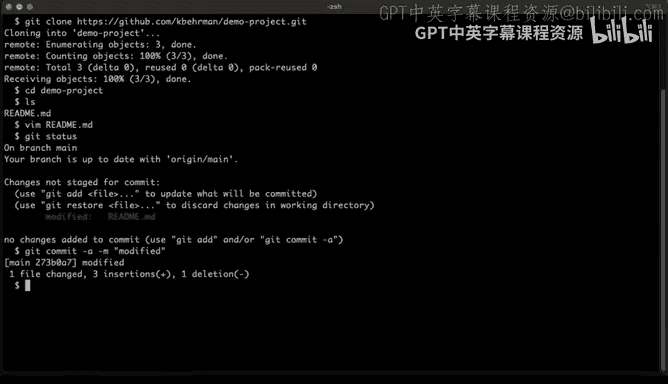 -zsh
GPT中英字幕课程资源@bilibili.com
GPT中英字幕课程资源 bilibili
$ git clone https://github.com/kbehrman/demo-project.git
Cloning into 'demo-project'...
remote: Enumerating objects: 3, done.
remote: Counting objects: 100% (3/3), done.
remote: Total 3 (delta 0), reused 0 (delta 0), pack-reused 0
Receiving objects: 100% (3/3), done.
$ cd demo-project
$ ls
README.md
$ vim README.md
$ git status
On branch main
Your branch is up to date with 'origin/main'.
Changes not staged for commit:
(use "git add <file>..." to update what will be committed)
(use "git restore <file>..." to discard changes in working directory)
modified: README.md
no changes added to commit (use "git add" and/or "git commit -a")
$ git commit -a -m "modified"
[main 273b0a7] modified
1 file changed, 3 insertions(+), 1 deletion(-)
$